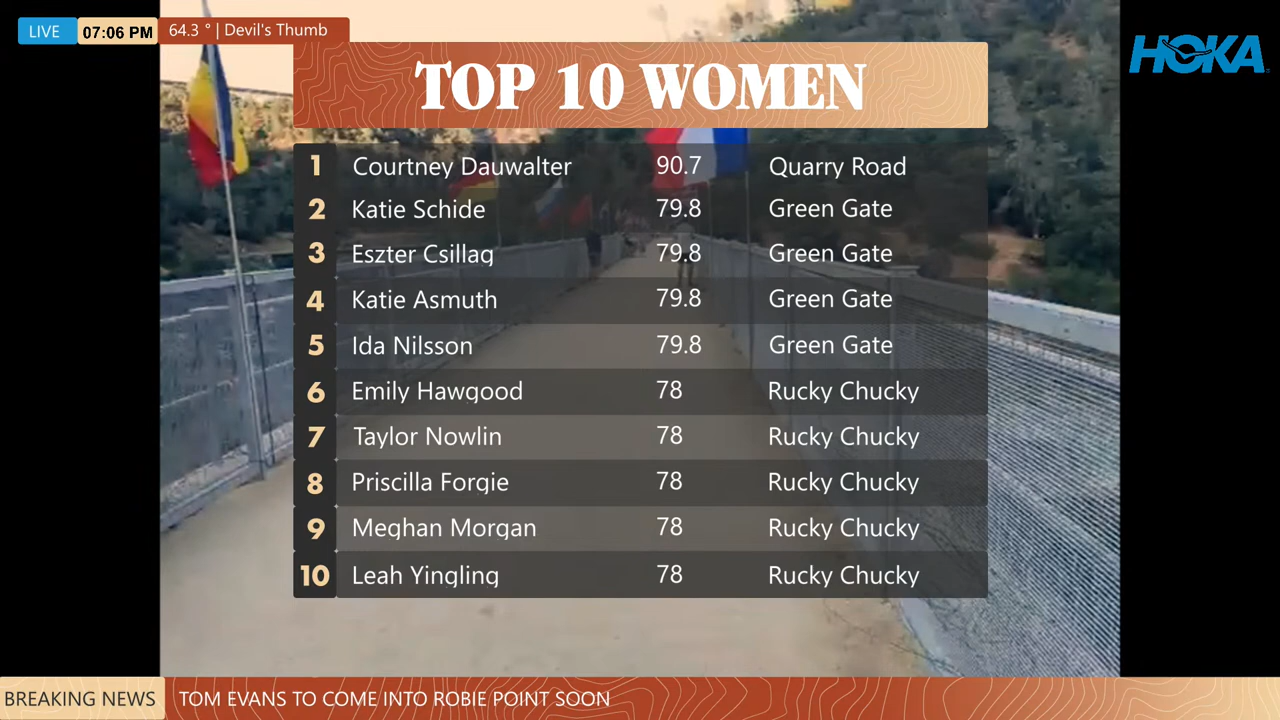 LIVE 07:06 PM 64.3 ° | Devil's Thumb
HOKA
TOP 10 WOMEN
1 Courtney Dauwalter 90.7 Quarry Road
2 Katie Schide 79.8 Green Gate
3 Eszter Csillag 79.8 Green Gate
4 Katie Asmuth 79.8 Green Gate
5 Ida Nilsson 79.8 Green Gate
6 Emily Hawgood 78 Rucky Chucky
7 Taylor Nowlin 78 Rucky Chucky
8 Priscilla Forgie 78 Rucky Chucky
9 Meghan Morgan 78 Rucky Chucky
10 Leah Yingling 78 Rucky Chucky
BREAKING NEWS TOM EVANS TO COME INTO ROBIE POINT SOON